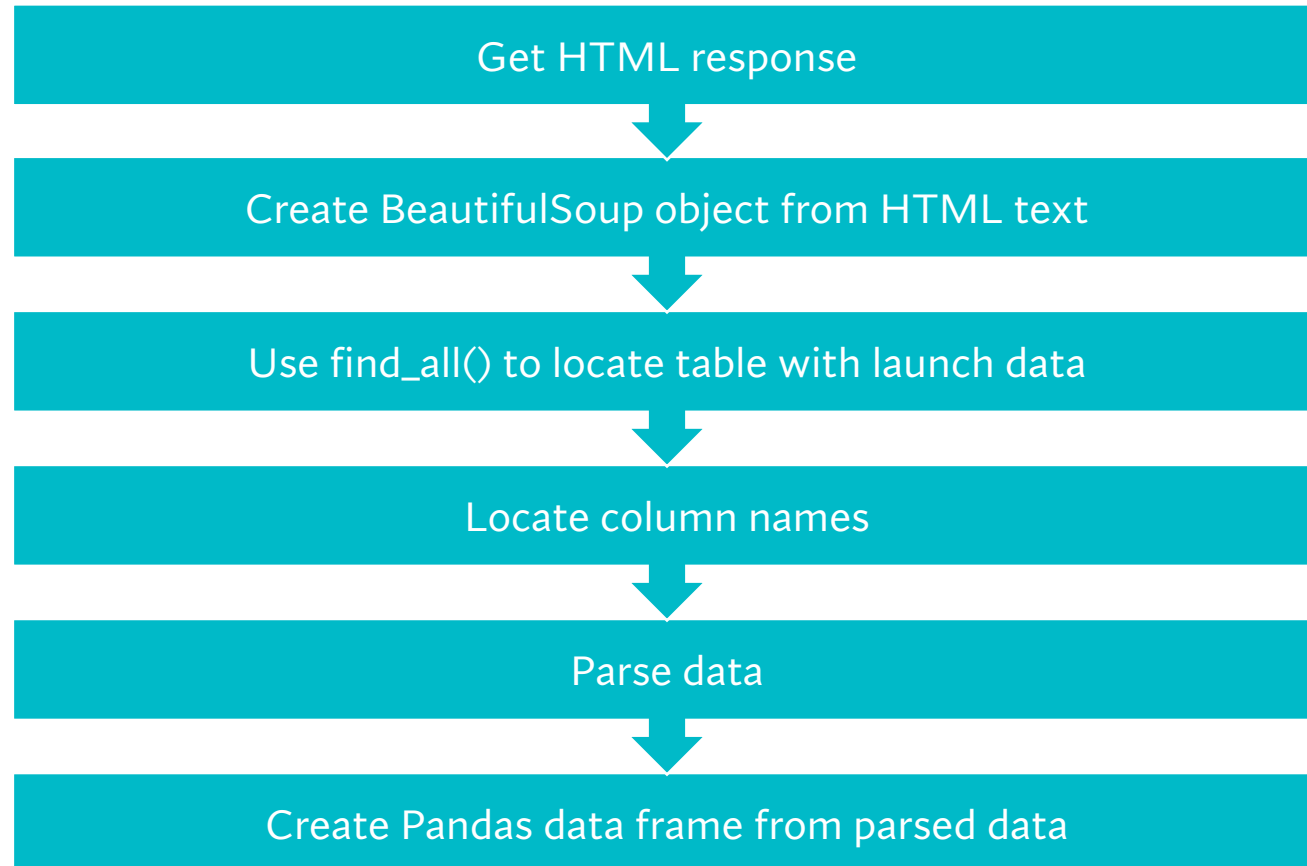 Get HTML response
Create BeautifulSoup object from HTML text
Use find_all() to locate table with launch data
Locate column names
Parse data
Create Pandas data frame from parsed data